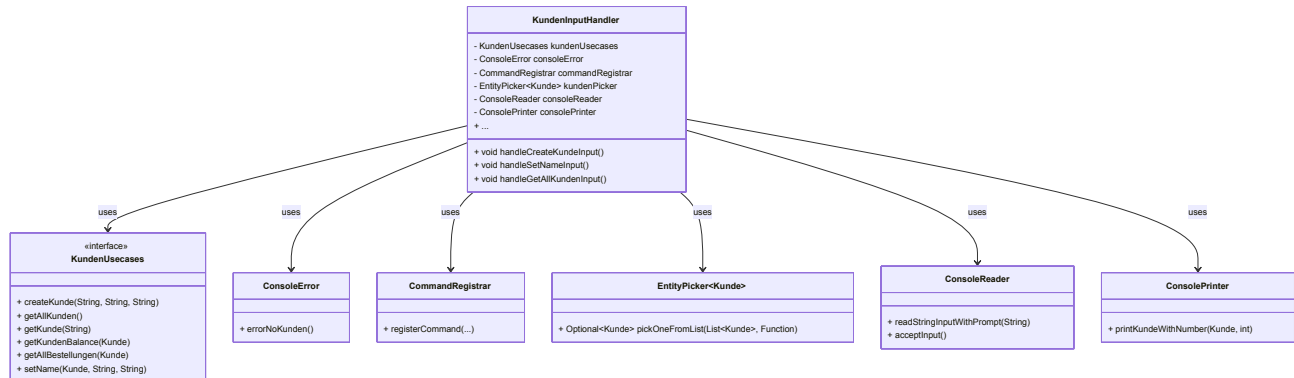 KundenInputHandler
- KundenUsecases kundenUsecases
- ConsoleError consoleError
- CommandRegistrar commandRegistrar
- EntityPicker<Kunde> kundenPicker
- ConsoleReader consoleReader
- ConsolePrinter consolePrinter
+ ...
+ void handleCreateKundeInput()
+ void handleSetNameInput()
+ void handleGetAllKundenInput()
uses
uses
uses
uses
uses
uses
«interface»
KundenUsecases
+ createKunde(String, String, String)
+ getAllKunden()
+ getKunde(String)
+ getKundenBalance(Kunde)
+ getAllBestellungen(Kunde)
+ setName(Kunde, String, String)
ConsoleError
+ errorNoKunden()
CommandRegistrar
+ registerCommand(...)
EntityPicker<Kunde>
+ Optional<Kunde> pickOneFromList(List<Kunde>, Function)
ConsoleReader
+ readStringInputWithPrompt(String)
+ acceptInput()
ConsolePrinter
+ printKundeWithNumber(Kunde, int)